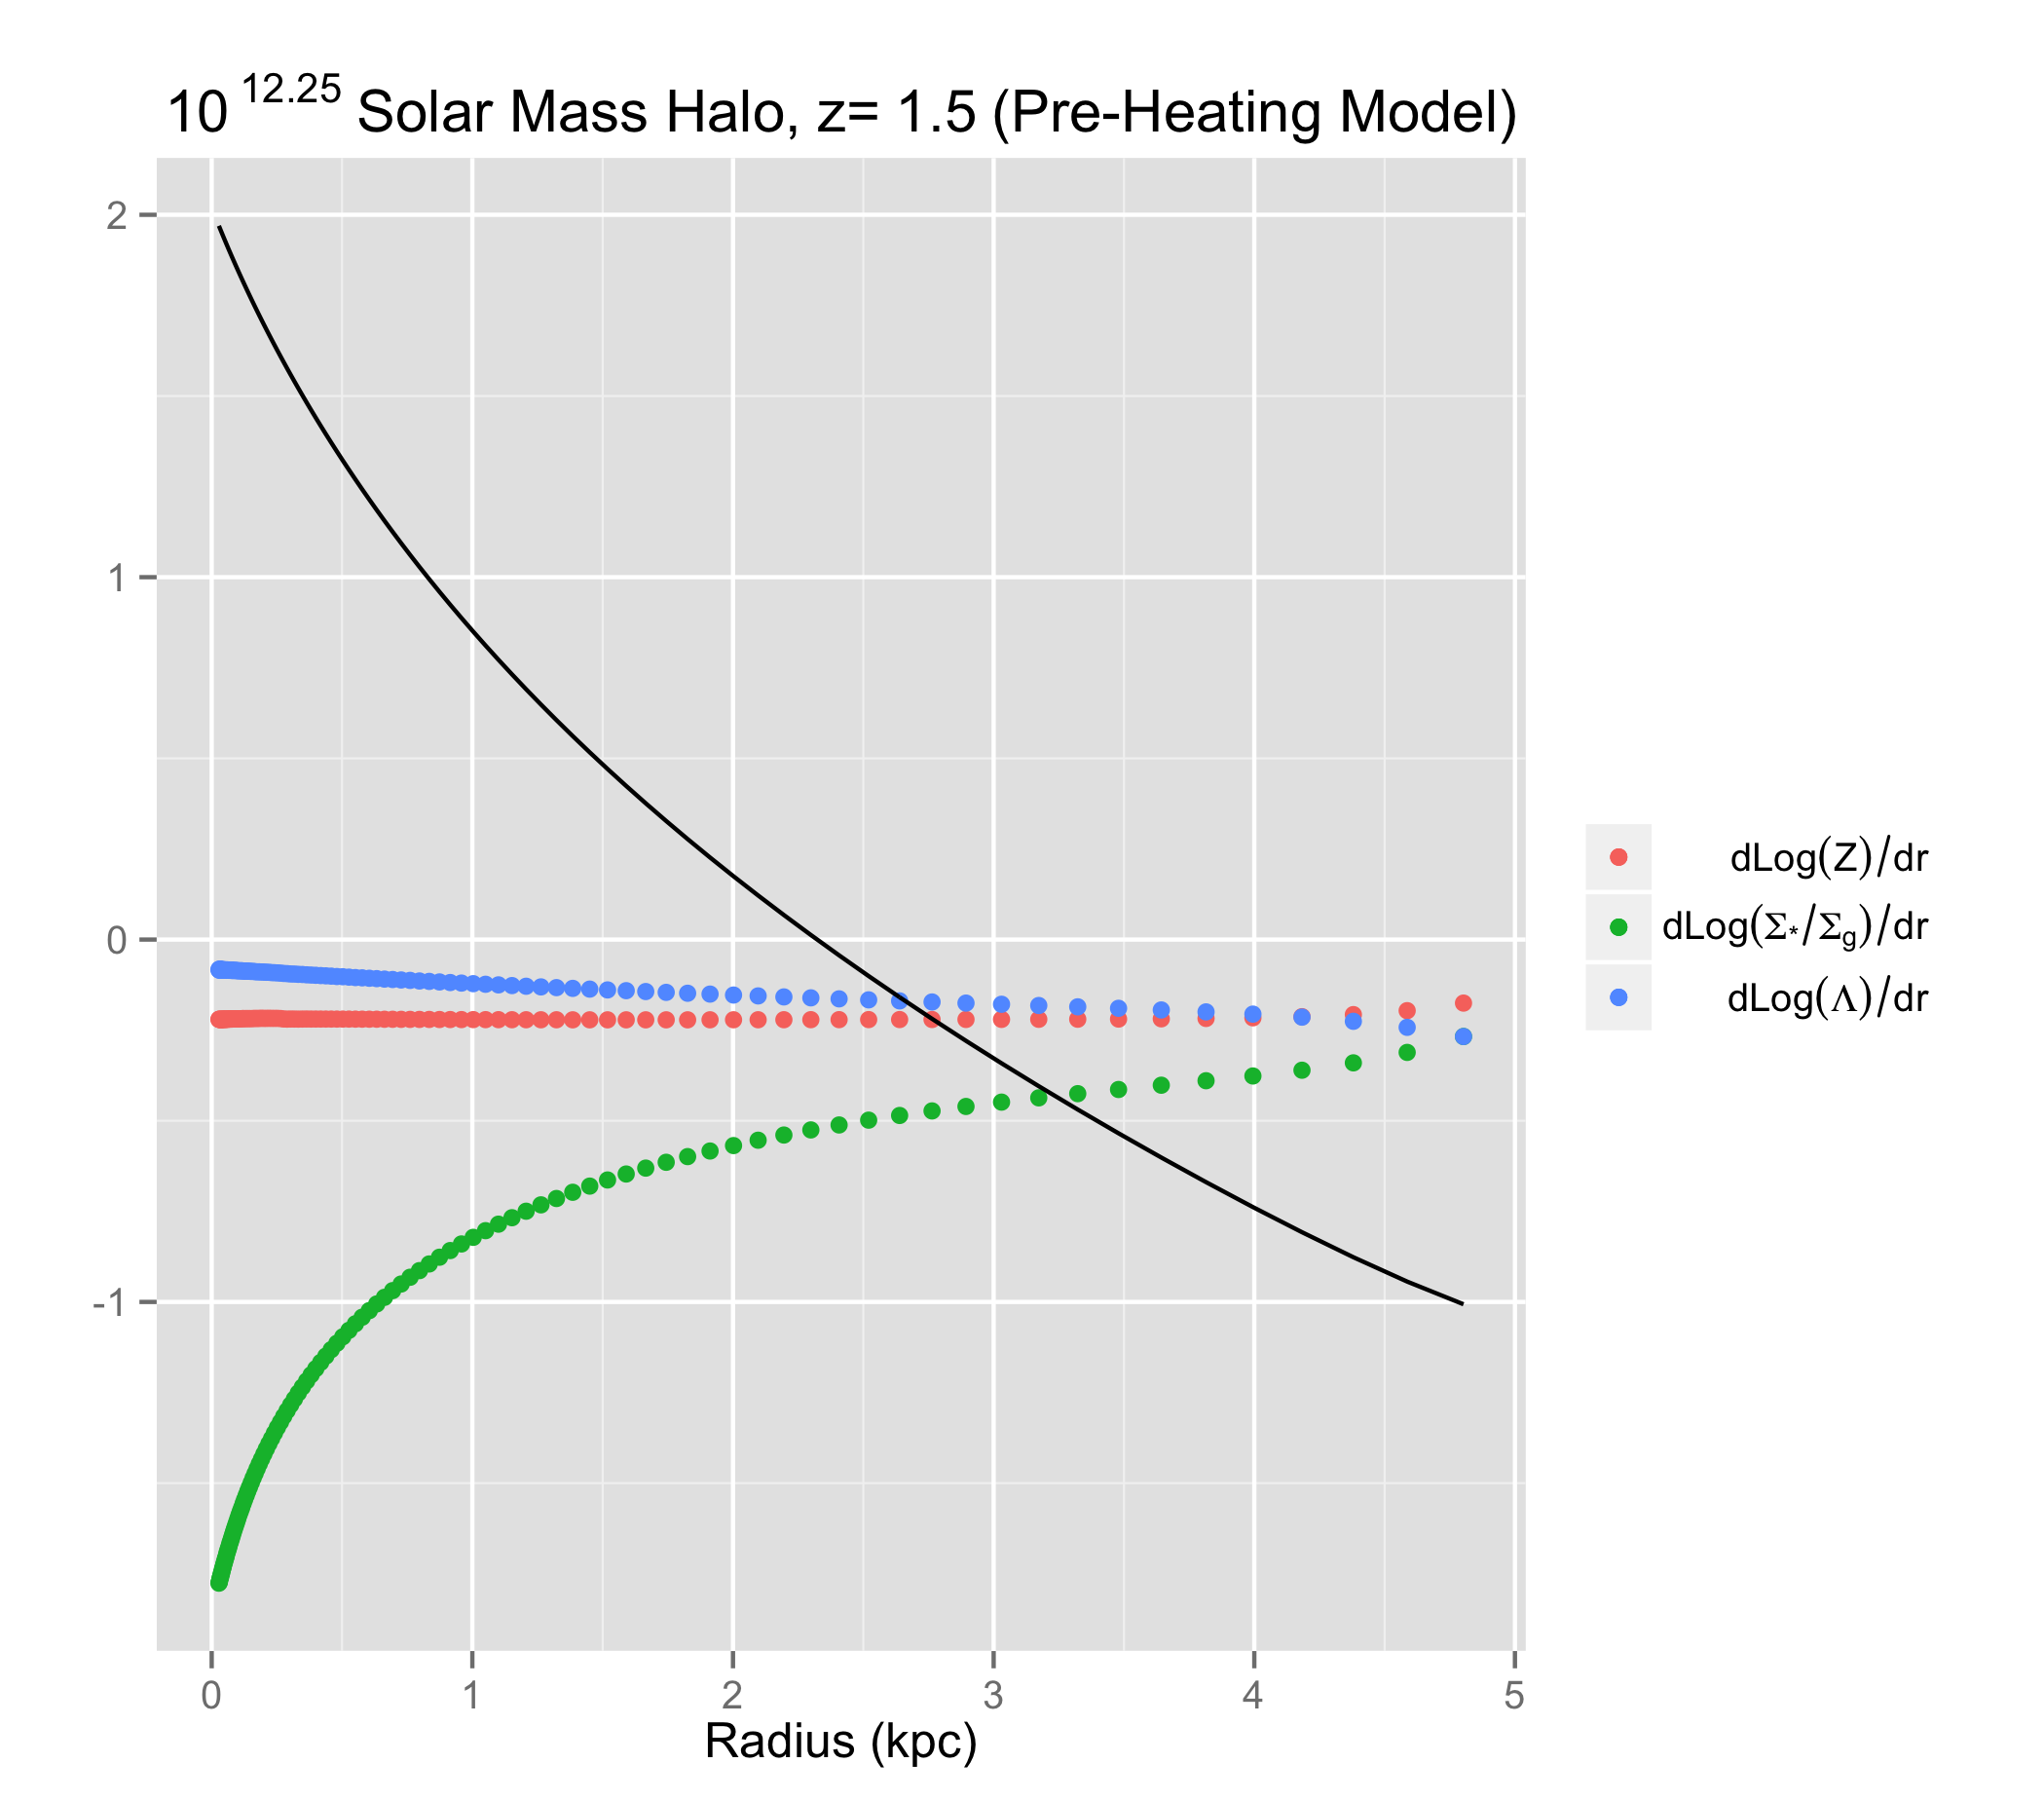 10^12.25 Solar Mass Halo, z= 1.5 (Pre-Heating Model)
2
1
0
-1
0 1 2 3 4 5
Radius (kpc)
dLog(Z)/dr
dLog(Σ*/Σg)/dr
dLog(Λ)/dr